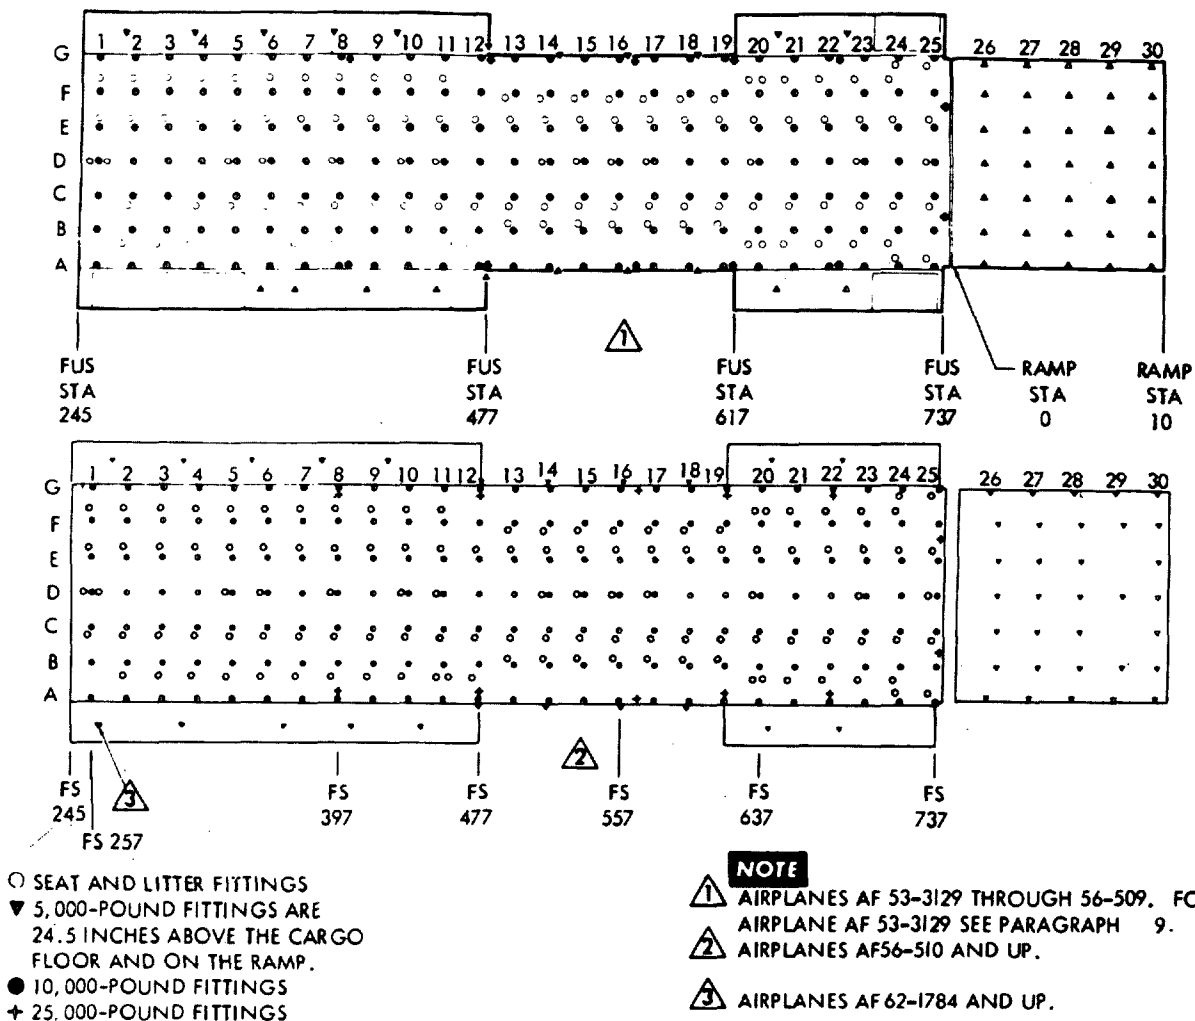 1 2 3 4 5 6 7 8 9 10 11 12 13 14 15 16 17 18 19 20 21 22 23 24 25 26 27 28 29 30
G
F
E
D
C
B
A
1
FUS STA 245
FUS STA 477
FUS STA 617
FUS STA 737
RAMP STA 0
RAMP STA 10
1 2 3 4 5 6 7 8 9 10 11 12 13 14 15 16 17 18 19 20 21 22 23 24 25 26 27 28 29 30
G
F
E
D
C
B
A
2
3
FS 245
FS 257
FS 397
FS 477
FS 557
FS 637
FS 737
SEAT AND LITTER FITTINGS
5,000-POUND FITTINGS ARE
24.5 INCHES ABOVE THE CARGO
FLOOR AND ON THE RAMP.
10,000-POUND FITTINGS
25,000-POUND FITTINGS
NOTE
1 AIRPLANES AF 53-3129 THROUGH 56-509. FO
AIRPLANE AF 53-3129 SEE PARAGRAPH 9.
2 AIRPLANES AF56-510 AND UP.
3 AIRPLANES AF 62-1784 AND UP.